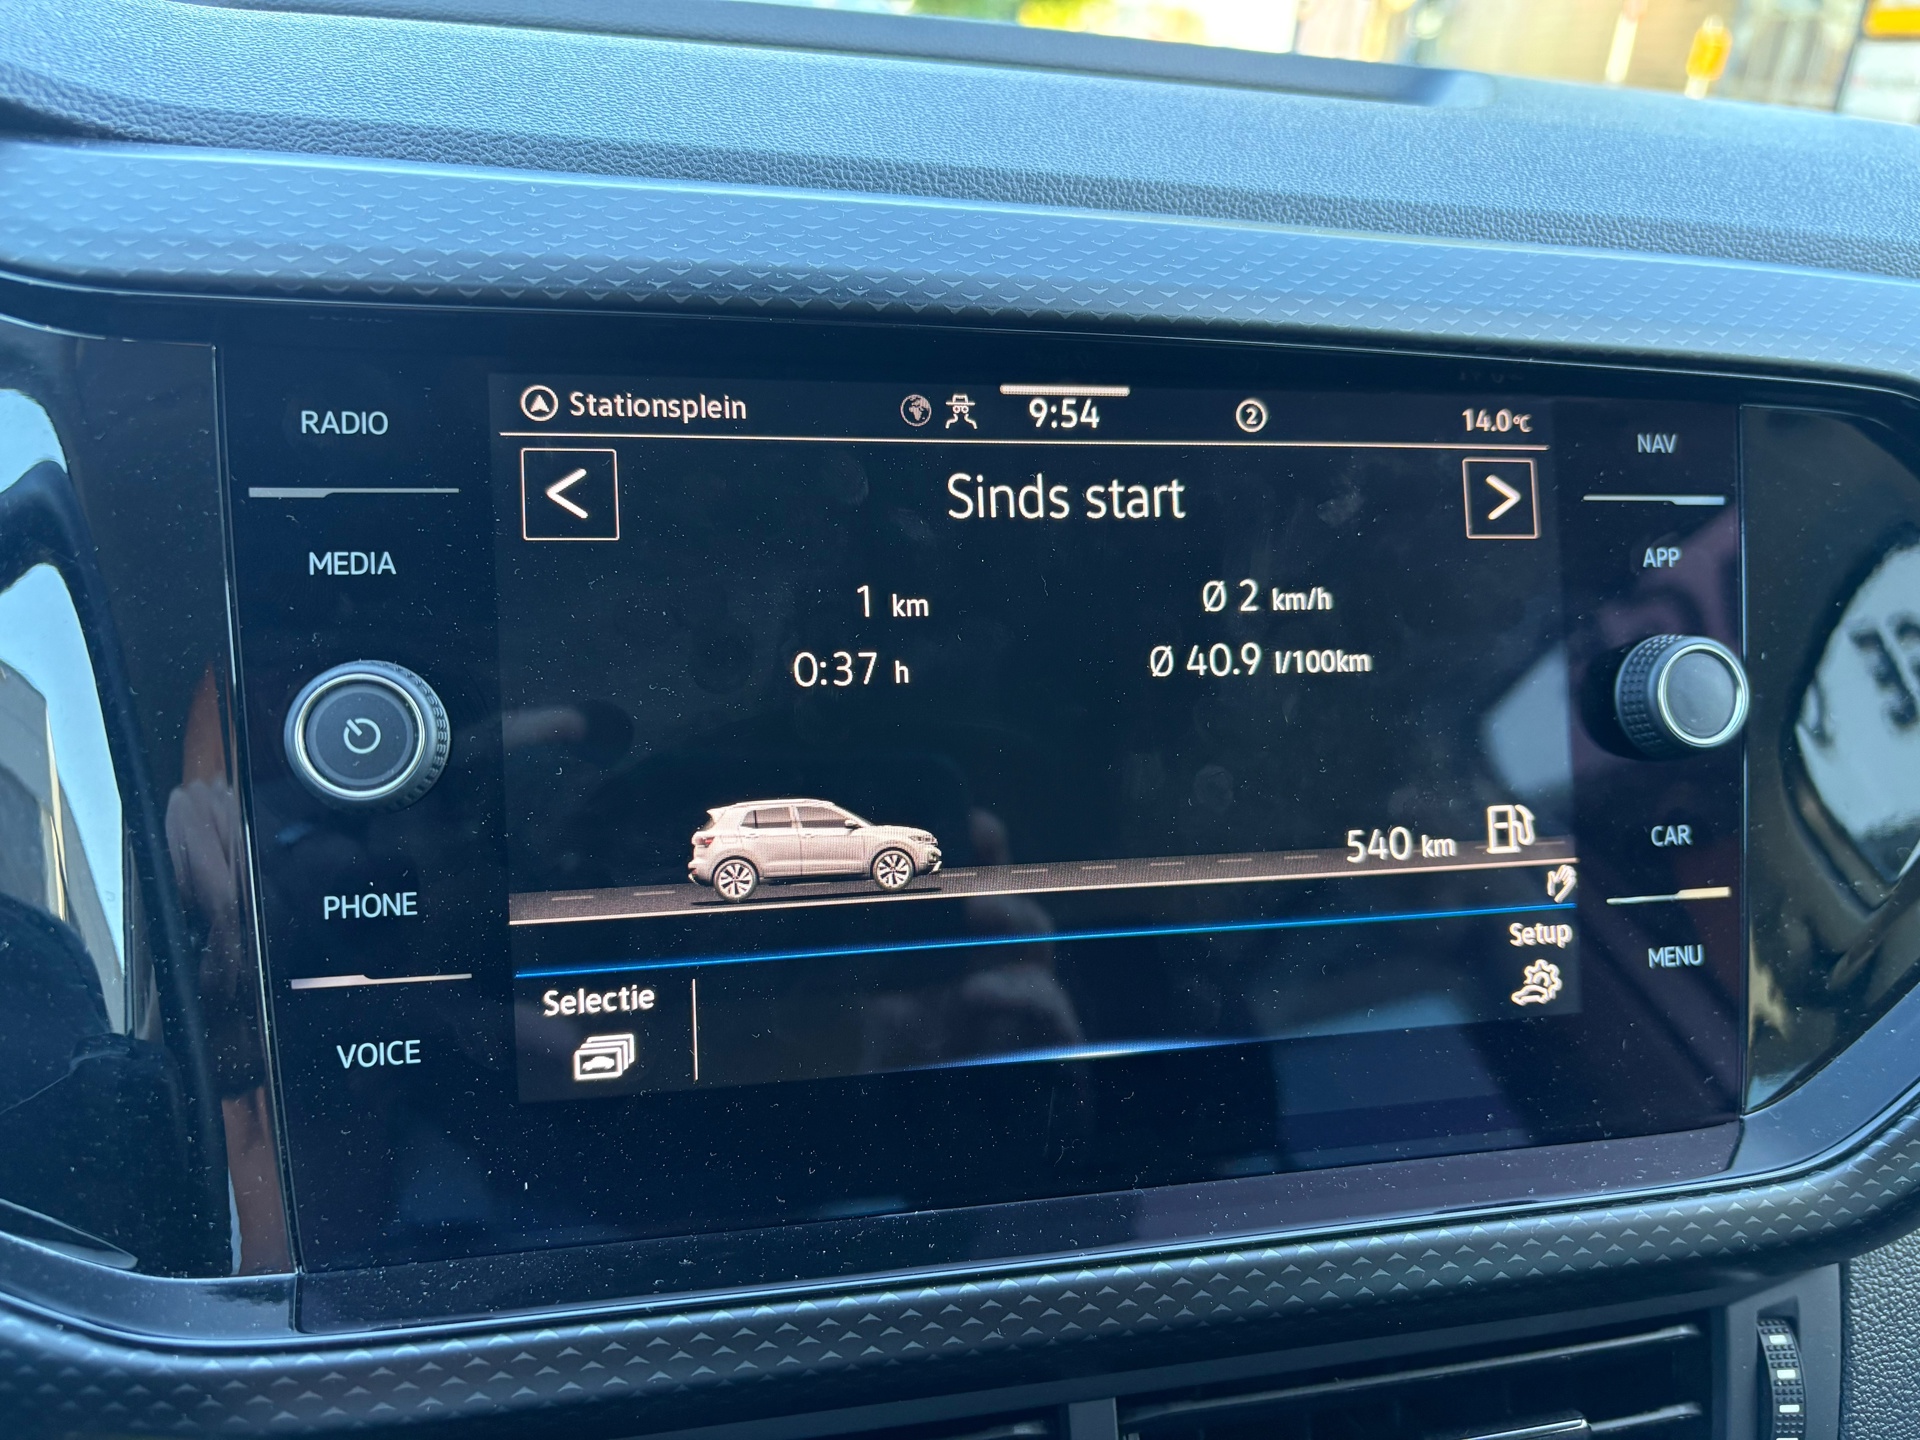 RADIO
MEDIA
PHONE
VOICE
Stationsplein
9:54
2
14.0°C
<
Sinds start
>
1 km
Ø 2 km/h
0:37 h
Ø 40.9 l/100km
540 km
Selectie
Setup
NAV
APP
CAR
MENU